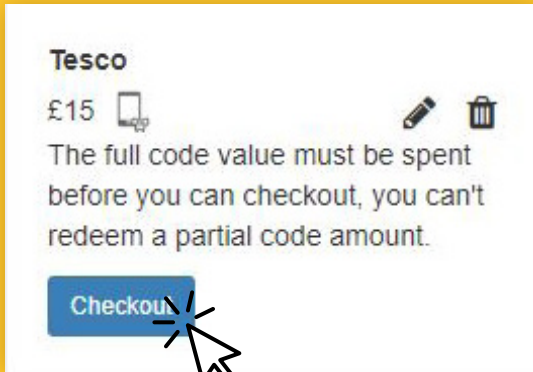 Tesco
£15
The full code value must be spent
before you can checkout, you can't
redeem a partial code amount.
Checkout